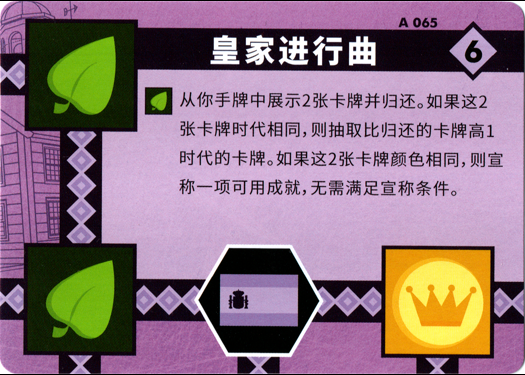 A 065
皇家进行曲
6
从你手牌中展示2张卡牌并归还。如果这2
张卡牌时代相同，则抽取比归还的卡牌高1
时代的卡牌。如果这2张卡牌颜色相同，则宣
称一项可用成就，无需满足宣称条件。